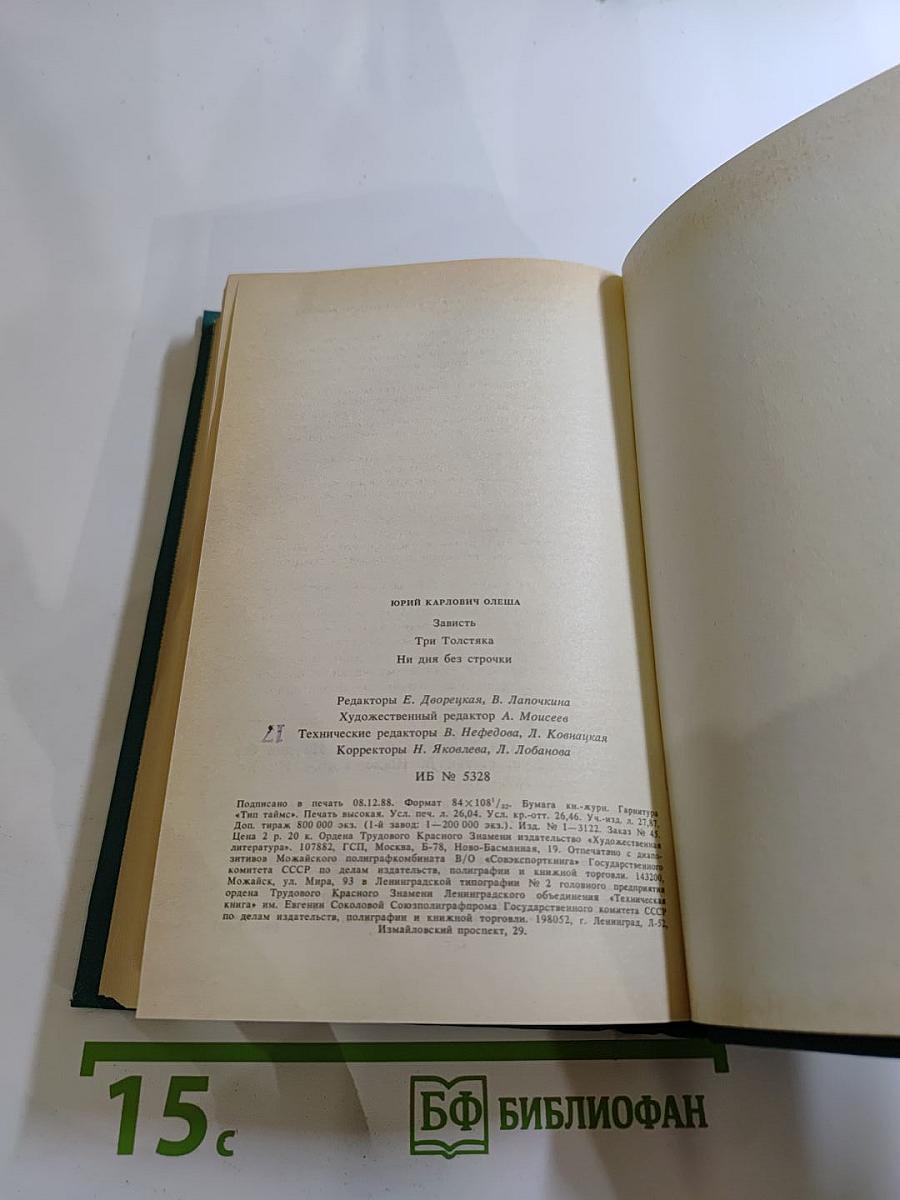 ЮРИЙ КАРЛОВИЧ ОЛЕША
Зависть
Три Толстяка
Ни дня без строчки
Редакторы Е. Дворецкая, В. Лапочкина
Художественный редактор А. Моисеев
Технические редакторы В. Нефедова, Л. Ковнацкая
Корректоры Н. Яковлева, Л. Лобанова
ИБ № 5328
Подписано в печать 08.12.88. Формат 84×108¹/₃₂. Бумага кн.-журн. Гарнитура
«Тип таймс». Печать высокая. Усл. печ. л. 26,04. Усл. кр.-отт. 26,46. Уч.-изд. л. 27,87.
Доп. тираж 800 000 экз. (1-й завод: 1—200 000 экз.). Изд. № 1—3122. Заказ № 45.
Цена 2 р. 20 к. Ордена Трудового Красного Знамени издательство «Художественная
литература». 107882, ГСП, Москва, Б-78, Ново-Басманная, 19. Отпечатано с диапо-
зитивов Можайского полиграфкомбината В/О «Совэкспорткнига» Государственного
комитета СССР по делам издательств, полиграфии и книжной торговли. 143200,
Можайск, ул. Мира, 93 в Ленинградской типографии № 2 головного предприятия
ордена Трудового Красного Знамени Ленинградского объединения «Техническая
книга» им. Евгении Соколовой Союзполиграфпрома Государственного комитета СССР
по делам издательств, полиграфии и книжной торговли. 198052, г. Ленинград, Л-52,
Измайловский проспект, 29.
15 с
БФ БИБЛИОФАН